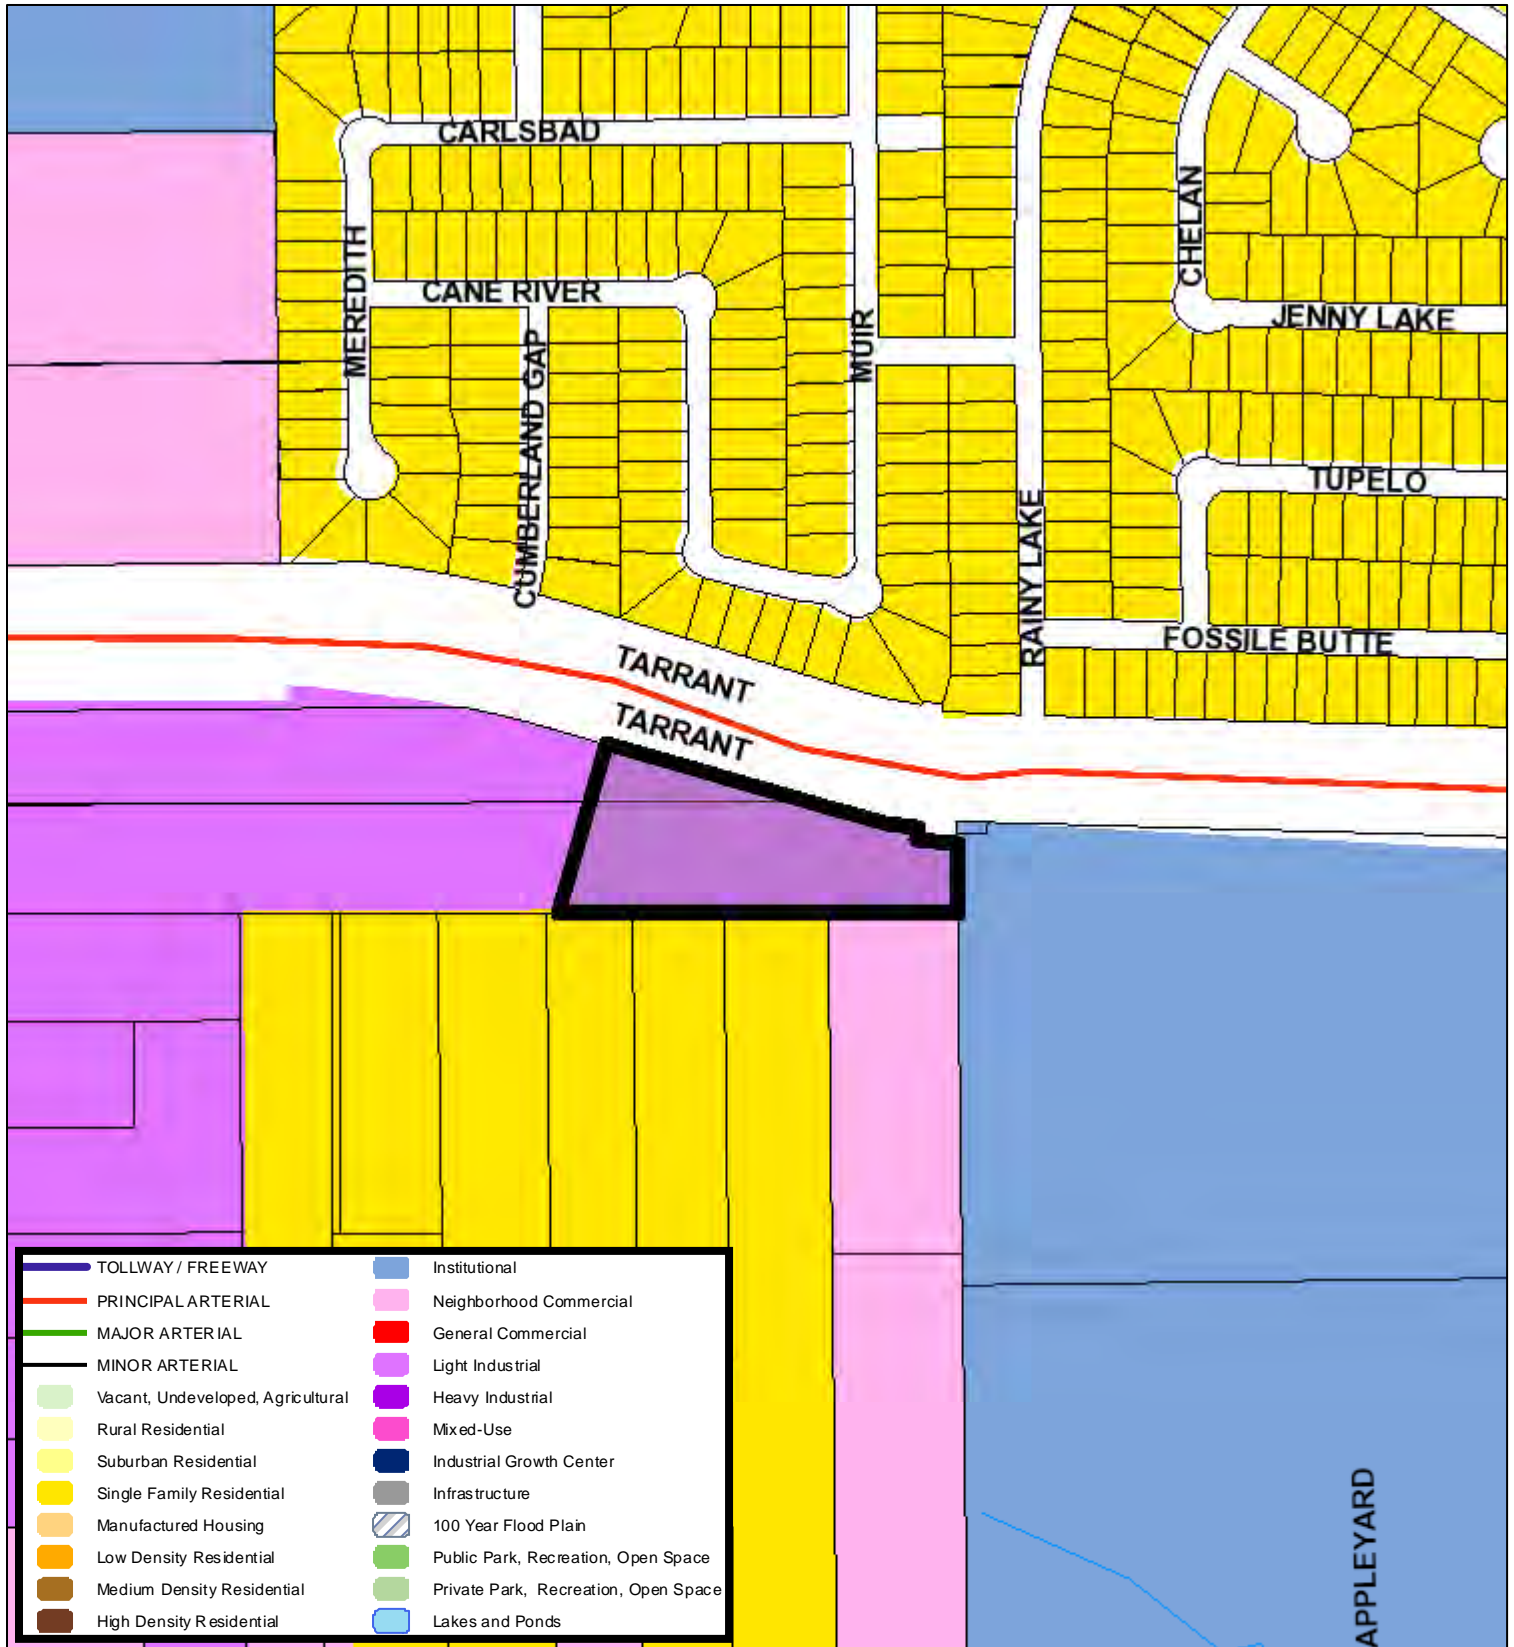 CARLSBAD
CHELAN
MEREDITH
CANE RIVER
MUIR
JENNY LAKE
CUMBERLAND GAP
TUPELO
RAINY LAKE
FOSSILE BUTTE
TARRANT
TARRANT
TOLLWAY / FREEWAY
PRINCIPAL ARTERIAL
MAJOR ARTERIAL
MINOR ARTERIAL
Vacant, Undeveloped, Agricultural
Rural Residential
Suburban Residential
Single Family Residential
Manufactured Housing
Low Density Residential
Medium Density Residential
High Density Residential
Institutional
Neighborhood Commercial
General Commercial
Light Industrial
Heavy Industrial
Mixed-Use
Industrial Growth Center
Infrastructure
100 Year Flood Plain
Public Park, Recreation, Open Space
Private Park, Recreation, Open Space
Lakes and Ponds
APPLEYARD